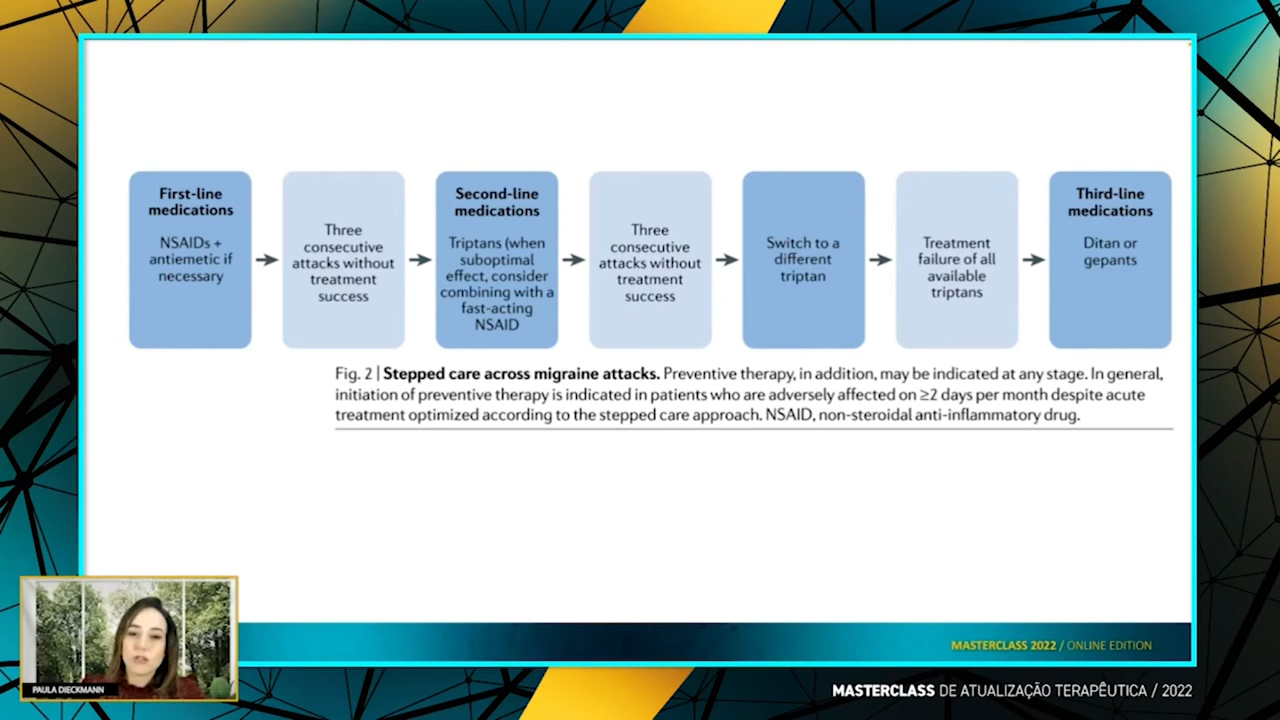 First-line
medications
NSAIDs +
antiemetic if
necessary
Three
consecutive
attacks without
treatment
success
Second-line
medications
Triptans (when
suboptimal
effect, consider
combining with a
fast-acting
NSAID
Three
consecutive
attacks without
treatment
success
Switch to a
different
triptan
Treatment
failure of all
available
triptans
Third-line
medications
Ditan or
gepants
Fig. 2 | Stepped care across migraine attacks. Preventive therapy, in addition, may be indicated at any stage. In general,
initiation of preventive therapy is indicated in patients who are adversely affected on ≥2 days per month despite acute
treatment optimized according to the stepped care approach. NSAID, non-steroidal anti-inflammatory drug.
MASTERCLASS 2022 / ONLINE EDITION
PAULA DIECKMANN
MASTERCLASS DE ATUALIZAÇÃO TERAPÊUTICA / 2022